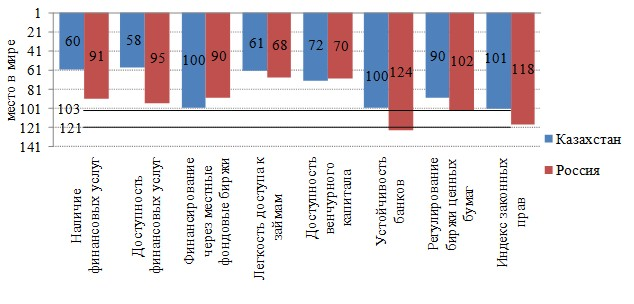 место в мире
1
21
41
61
81
101
121
141
103
121
60
91
58
95
100
90
61
68
72
70
100
124
90
102
101
118
Наличие
финансовых услуг
Доступность
финансовых услуг
Финансирование
через местные
фондовые биржи
Легкость доступа к
займам
Доступность
венчурного
капитала
Устойчивость
банков
Регулирование
биржи ценных
бумаг
Индекс законных
прав
Казахстан
Россия